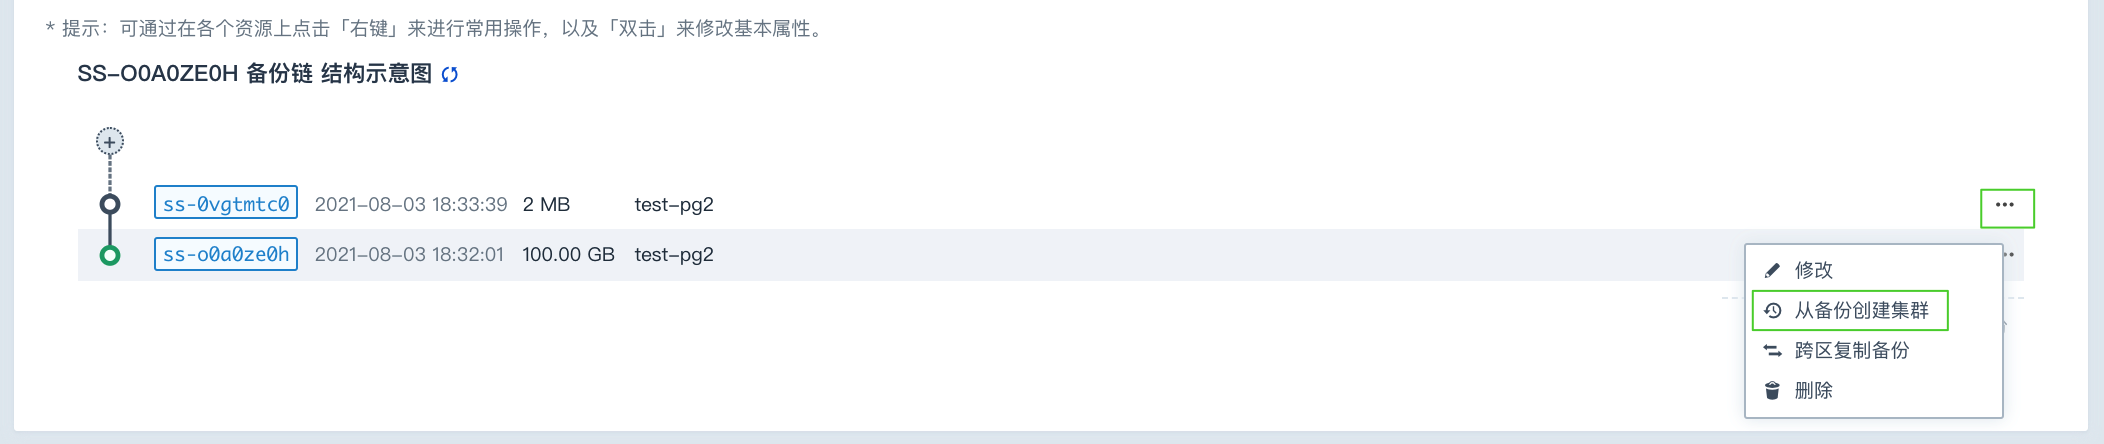 * 提示：可通过在各个资源上点击「右键」来进行常用操作，以及「双击」来修改基本属性。
SS-O0A0ZE0H 备份链 结构示意图
ss-0vgtmtc0 2021-08-03 18:33:39 2 MB test-pg2
ss-o0a0ze0h 2021-08-03 18:32:01 100.00 GB test-pg2
修改
从备份创建集群
跨区复制备份
删除